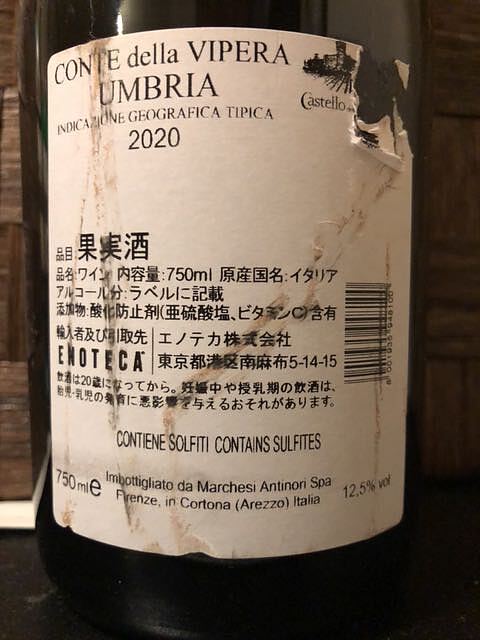 CONTE della VIPERA
UMBRIA
INDICAZIONE GEOGRAFICA TIPICA
2020
Castello
品目:果実酒
品名:ワイン 内容量:750ml 原産国名:イタリア
アルコール分:ラベルに記載
添加物:酸化防止剤(亜硫酸塩、ビタミンC)含有
輸入者及び引取先 エノテカ株式会社
ENOTECA 東京都港区南麻布5-14-15
飲酒は20歳になってから。妊娠中や授乳期の飲酒は、
胎児・乳児の発育に悪影響を与えるおそれがあります。
CONTIENE SOLFITI CONTAINS SULFITES
750ml e Imbottigliato da Marchesi Antinori Spa
Firenze, in Cortona (Arezzo) Italia 12,5% vol